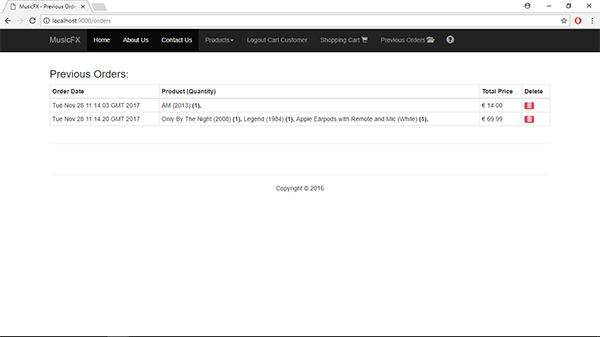 MusicFX - Previous Orde
localhost:9000/orders
MusicFX Home About Us Contact Us Products Logout Carl Customer Shopping Cart Previous Orders
Previous Orders:
Order Date Product (Quantity) Total Price Delete
Tue Nov 28 11:14:03 GMT 2017 AM (2013) (1), € 14.00
Tue Nov 28 11:14:20 GMT 2017 Only By The Night (2008) (1), Legend (1984) (1), Apple Earpods with Remote and Mic (White) (1), € 69.99
Copyright © 2016